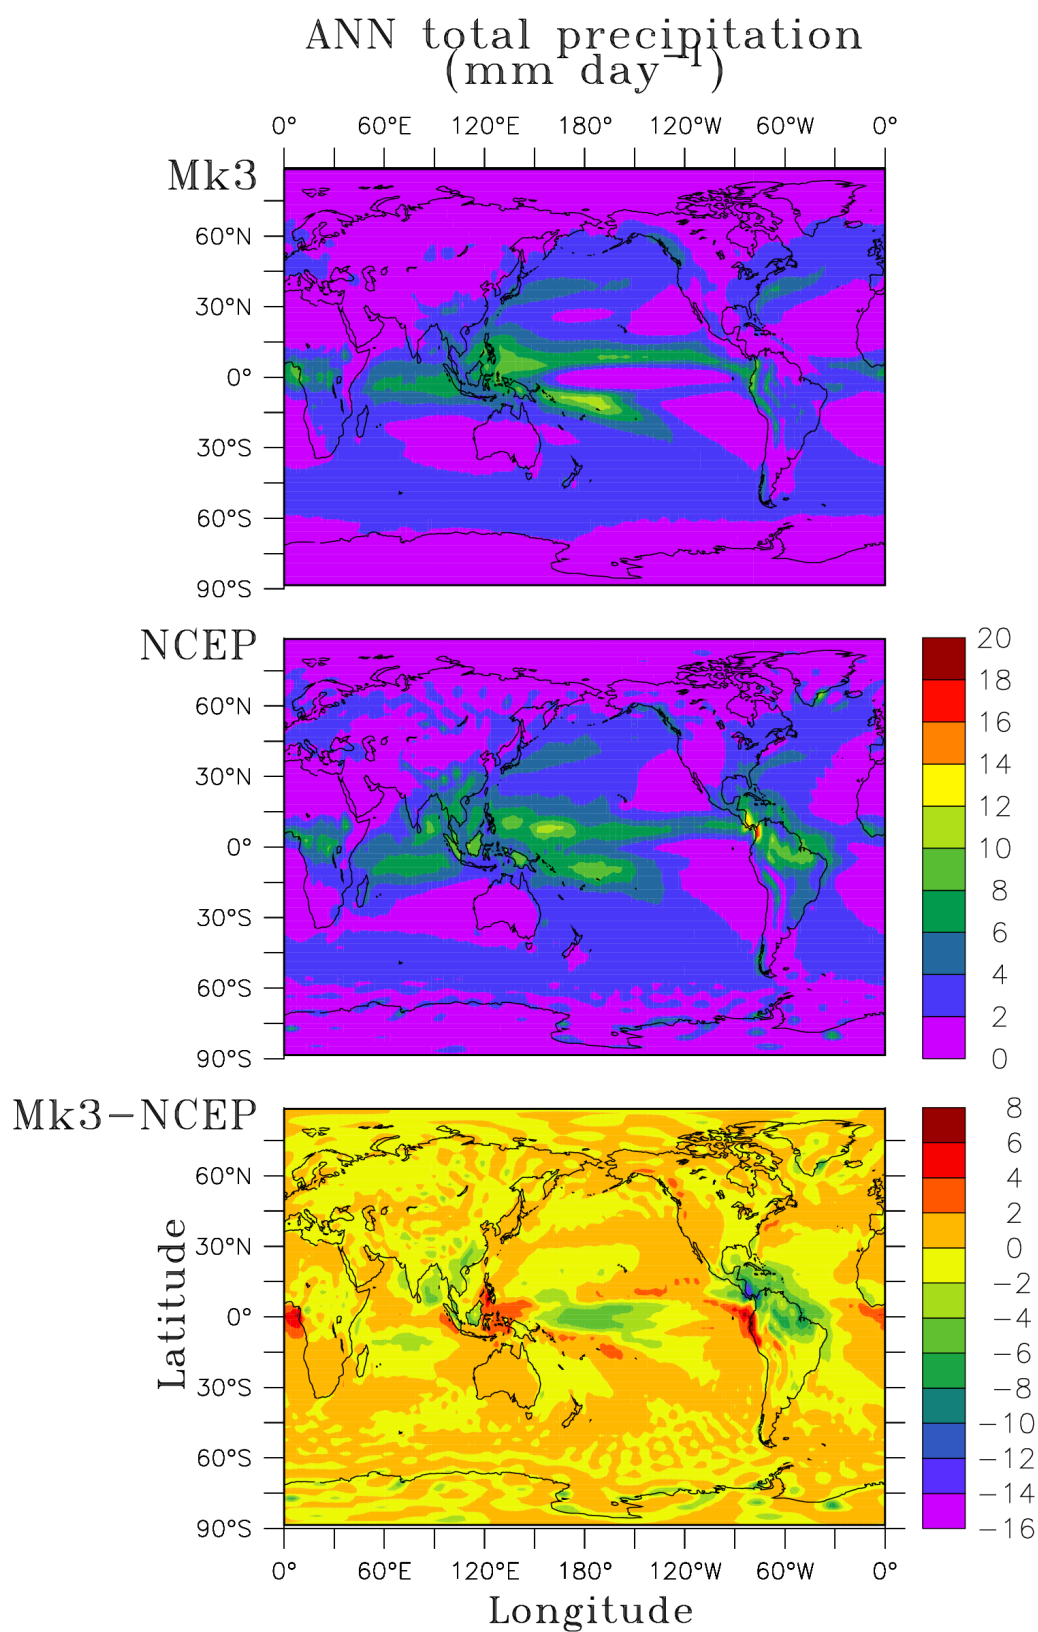 ANN total precipitation
(mm day⁻¹)
0° 60°E 120°E 180° 120°W 60°W 0°
Mk3
60°N
30°N
0°
30°S
60°S
90°S
NCEP
60°N
30°N
0°
30°S
60°S
90°S
20
18
16
14
12
10
8
6
4
2
0
Mk3−NCEP
Latitude
60°N
30°N
0°
30°S
60°S
90°S
8
6
4
2
0
−2
−4
−6
−8
−10
−12
−14
−16
0° 60°E 120°E 180° 120°W 60°W 0°
Longitude